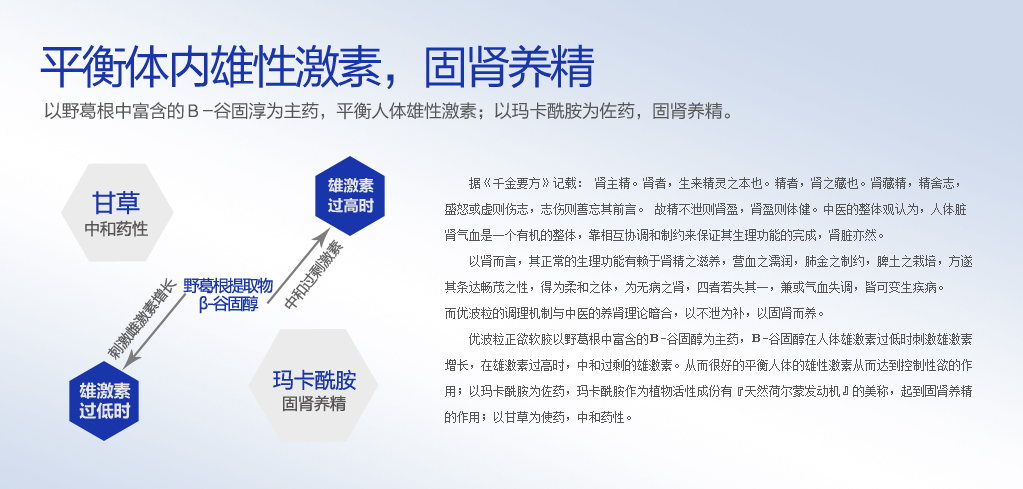 平衡体内雄性激素，固肾养精
以野葛根中富含的B－谷固淳为主药，平衡人体雄性激素；以玛卡酰胺为佐药，固肾养精。
甘草
中和药性
雄激素
过高时
中和过剩激素
野葛根提取物
β-谷固醇
刺激雌激素增长
雄激素
过低时
玛卡酰胺
固肾养精
据《千金要方》记载： 肾主精。肾者，生来精灵之本也。精者，肾之藏也。肾藏精，精舍志，
盛怒或虚则伤志，志伤则善忘其前言。 故精不泄则肾盈，肾盈则体健。中医的整体观认为，人体脏
肾气血是一个有机的整体，靠相互协调和制约来保证其生理功能的完成，肾脏亦然。
以肾而言，其正常的生理功能有赖于肾精之滋养，营血之濡润，肺金之制约，脾土之栽培，方遂
其条达畅茂之性，得为柔和之体，为无病之肾，四者若失其一，兼或气血失调，皆可变生疾病。
而优波粒的调理机制与中医的养肾理论暗合，以不泄为补，以固肾而养。
优波粒正欲软胶以野葛根中富含的B-谷固醇为主药，B-谷固醇在人体雄激素过低时刺激雄激素
增长，在雄激素过高时，中和过剩的雄激素。从而很好的平衡人体的雄性激素从而达到控制性欲的作
用；以玛卡酰胺为佐药，玛卡酰胺作为植物活性成份有『天然荷尔蒙发动机』的美称，起到固肾养精
的作用；以甘草为使药，中和药性。